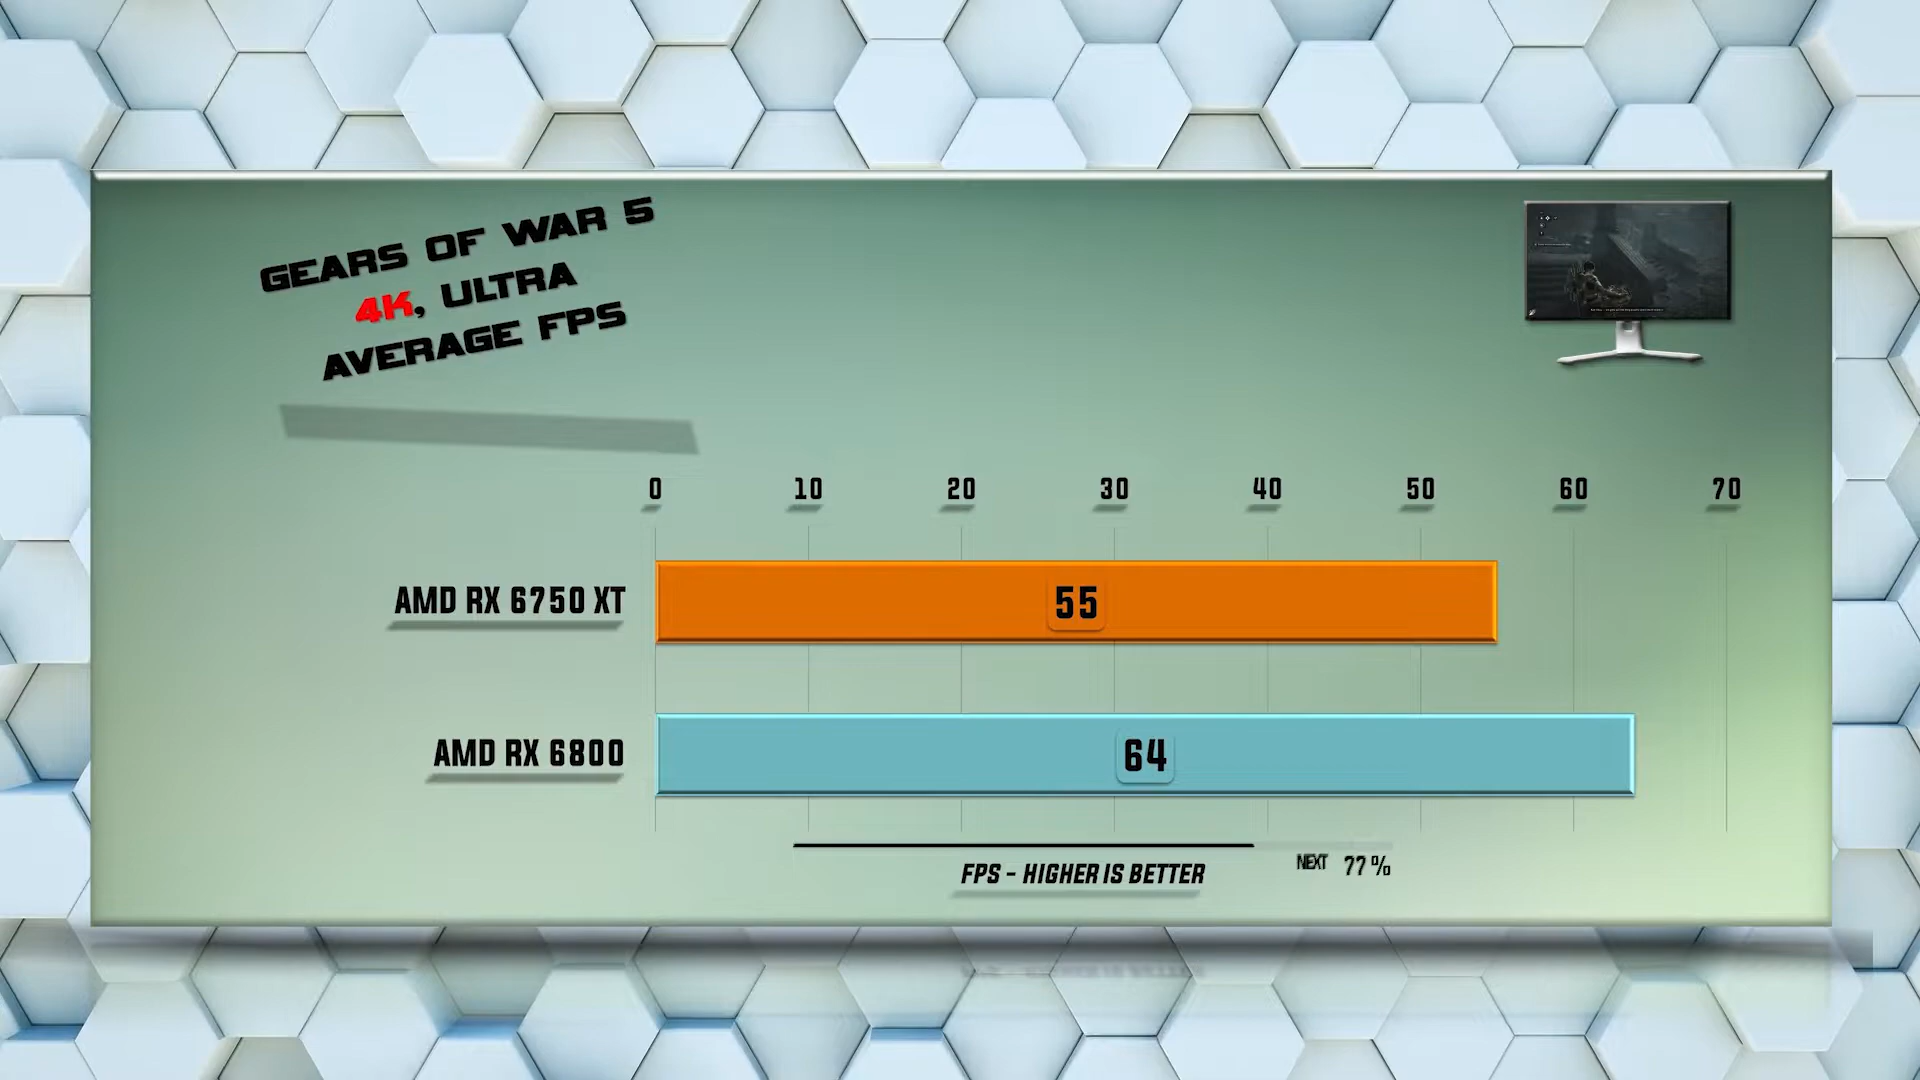 GEARS OF WAR 5
4K, ULTRA
AVERAGE FPS
0 10 20 30 40 50 60 70
AMD RX 6750 XT 55
AMD RX 6800 64
FPS - HIGHER IS BETTER
NEXT 77 %